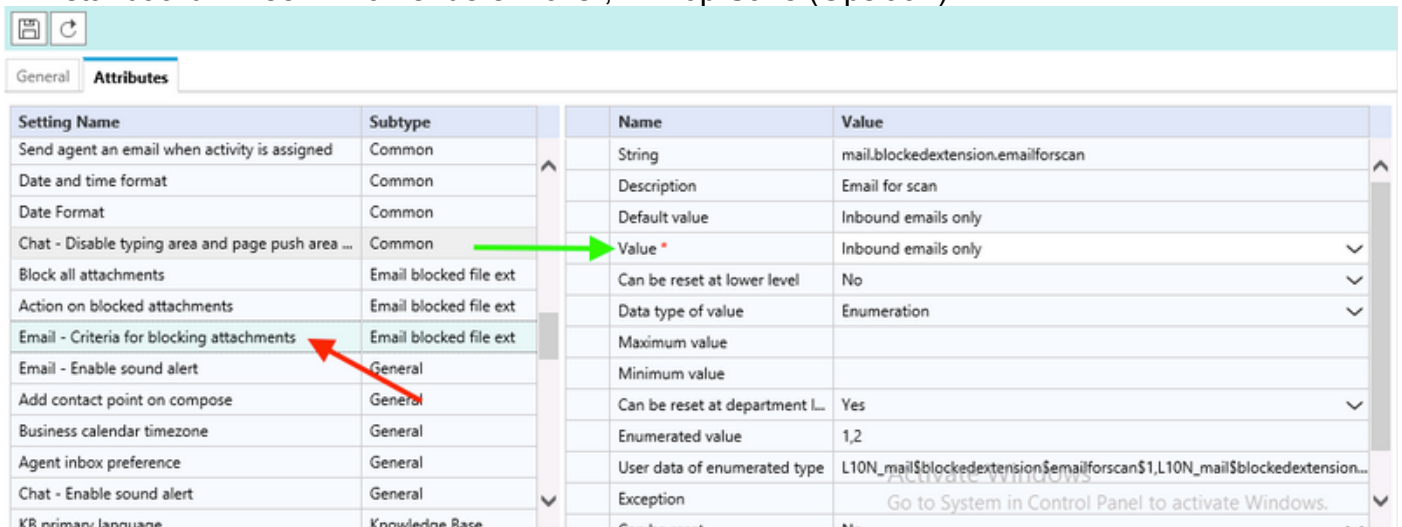 General Attributes
Setting Name Subtype Name Value
Send agent an email when activity is assigned Common String mail.blockedextension.emailforscan
Date and time format Common Description Email for scan
Date Format Common Default value Inbound emails only
Chat - Disable typing area and page push area ... Common Value * Inbound emails only
Block all attachments Email blocked file ext Can be reset at lower level No
Action on blocked attachments Email blocked file ext Data type of value Enumeration
Email - Criteria for blocking attachments Email blocked file ext Maximum value
Email - Enable sound alert General Minimum value
Add contact point on compose General Can be reset at department l... Yes
Business calendar timezone General Enumerated value 1,2
Agent inbox preference General User data of enumerated type L10N_mail$blockedextension$emailforscan$1,L10N_mail$blockedextension...
Activate Windows
Chat - Enable sound alert General Exception Go to System in Control Panel to activate Windows.
KB primary language Knowledge Base